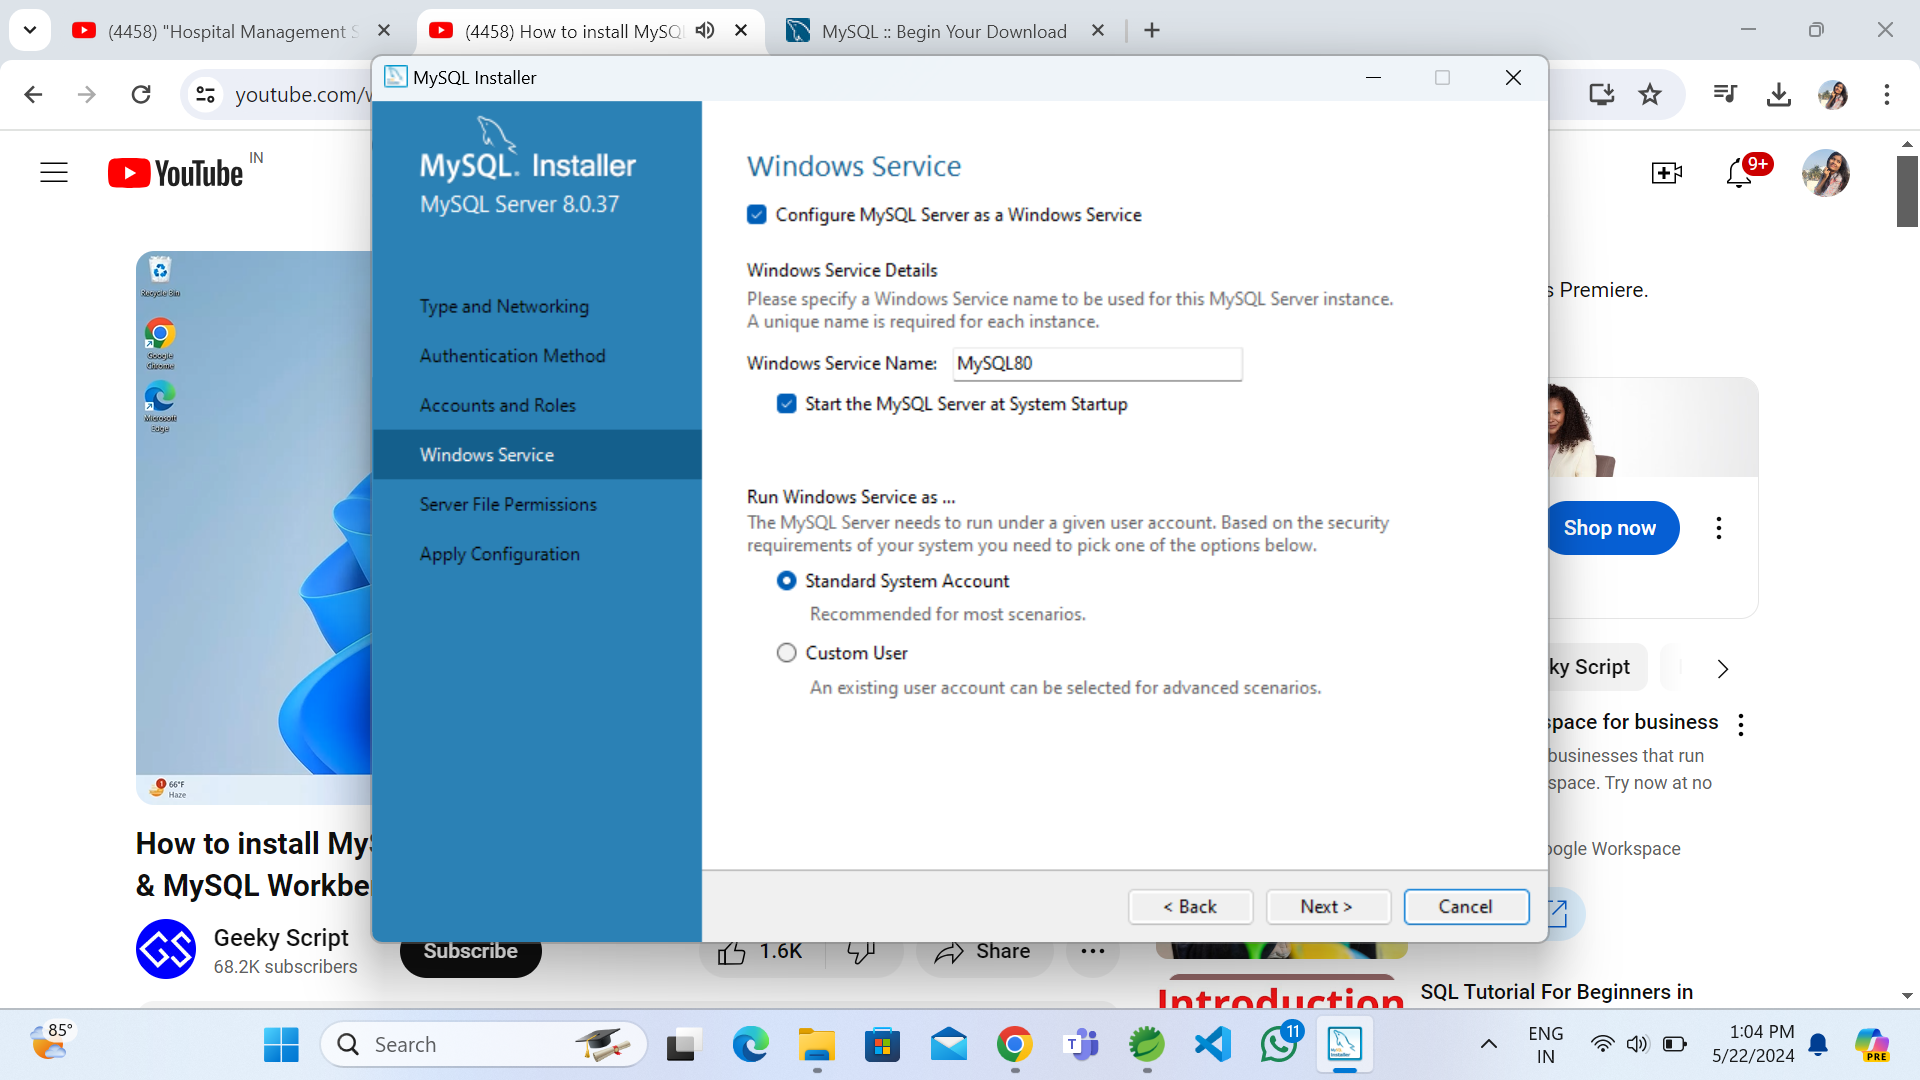 (4458) "Hospital Management S
(4458) How to install MySQL
MySQL :: Begin Your Download
youtube.com/w
MySQL Installer
MySQL. Installer
MySQL Server 8.0.37
Type and Networking
Authentication Method
Accounts and Roles
Windows Service
Server File Permissions
Apply Configuration
Windows Service
Configure MySQL Server as a Windows Service
Windows Service Details
Please specify a Windows Service name to be used for this MySQL Server instance.
A unique name is required for each instance.
Windows Service Name: MySQL80
Start the MySQL Server at System Startup
Run Windows Service as ...
The MySQL Server needs to run under a given user account. Based on the security
requirements of your system you need to pick one of the options below.
Standard System Account
Recommended for most scenarios.
Custom User
An existing user account can be selected for advanced scenarios.
< Back
Next >
Cancel
YouTube IN
9+
Recycle Bin
Google
Chrome
Microsoft
Edge
1
66°F
Haze
How to install MyS
& MySQL Workbe
GS
Geeky Script
68.2K subscribers
Subscribe
1.6K
Share
s Premiere.
Shop now
ky Script
space for business
businesses that run
space. Try now at no
oogle Workspace
Introduction
SQL Tutorial For Beginners in
85°
Search
11
MySQL
Installer
ENG
IN
1:04 PM
5/22/2024
PRE